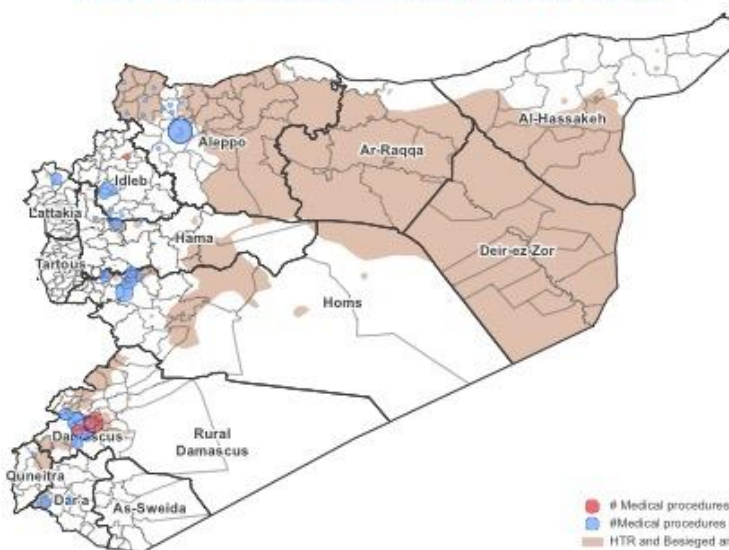 Aleppo
Al-Hassakeh
Ar-Raqqa
Idleb
Lattakia
Hama
Deir-ez-Zor
Tartous
Homs
Damascus
Rural
Damascus
Quneitra
Dar'a
As-Sweida
# Medical procedures
#Medical procedures
HTR and Besieged